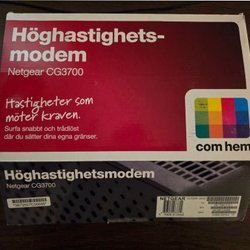 Höghastighets-
modem
Netgear CG3700
Hastigheter som
möter kraven.
Surfa snabbt och trådlöst
där du sätter dina egna gränser.
com hem
Höghastighetsmodem
Netgear CG3700
NETGEAR